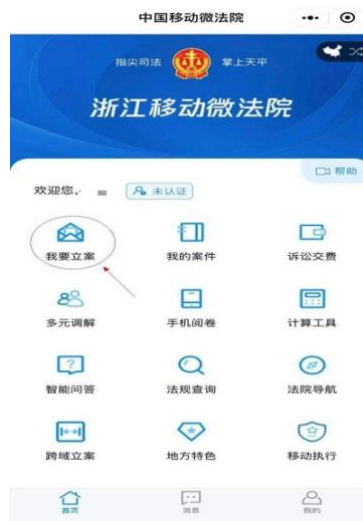 中国移动微法院
指尖司法 掌上天平
浙江移动微法院
帮助
欢迎您,
未认证
我要立案 我的案件 诉讼交费
多元调解 手机阅卷 计算工具
智能问答 法规查询 法院导航
跨域立案 地方特色 移动执行
首页 消息 我的